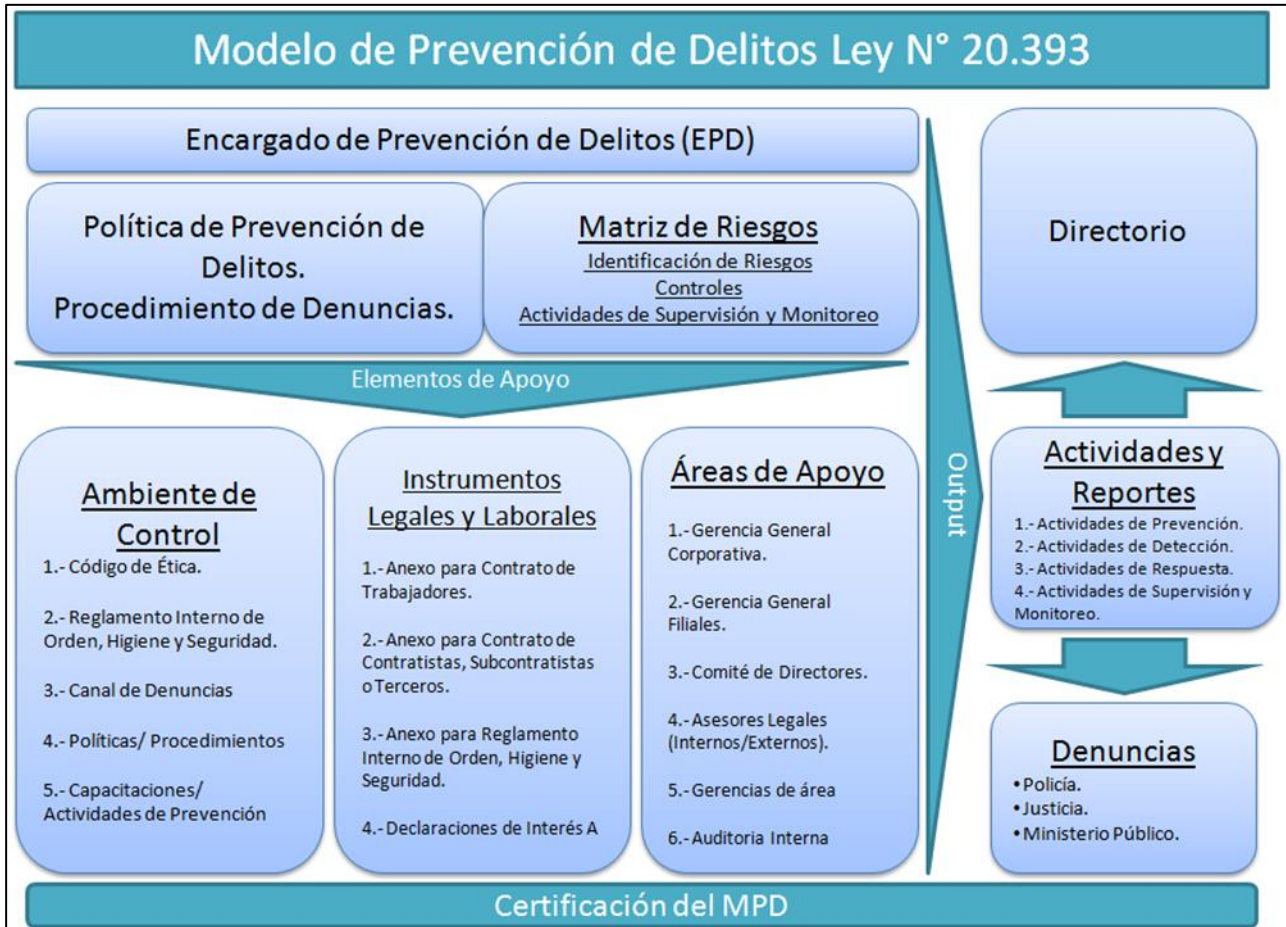 Modelo de Prevención de Delitos Ley N° 20.393
Encargado de Prevención de Delitos (EPD)
Política de Prevención de
Delitos.
Procedimiento de Denuncias.
Matriz de Riesgos
Identificación de Riesgos
Controles
Actividades de Supervisión y Monitoreo
Elementos de Apoyo
Ambiente de
Control
1.- Código de Ética.
2.- Reglamento Interno de
Orden, Higiene y Seguridad.
3.- Canal de Denuncias
4.- Políticas/ Procedimientos
5.- Capacitaciones/
Actividades de Prevención
Instrumentos
Legales y Laborales
1.- Anexo para Contrato de
Trabajadores.
2.- Anexo para Contrato de
Contratistas, Subcontratistas
o Terceros.
3.- Anexo para Reglamento
Interno de Orden, Higiene y
Seguridad.
4.- Declaraciones de Interés A
Áreas de Apoyo
1.- Gerencia General
Corporativa.
2.- Gerencia General
Filiales.
3.- Comité de Directores.
4.- Asesores Legales
(Internos/Externos).
5.- Gerencias de área
6.- Auditoria Interna
Output
Directorio
Actividades y
Reportes
1.- Actividades de Prevención.
2.- Actividades de Detección.
3.- Actividades de Respuesta.
4.- Actividades de Supervisión y
Monitoreo.
Denuncias
• Policía.
• Justicia.
• Ministerio Público.
Certificación del MPD